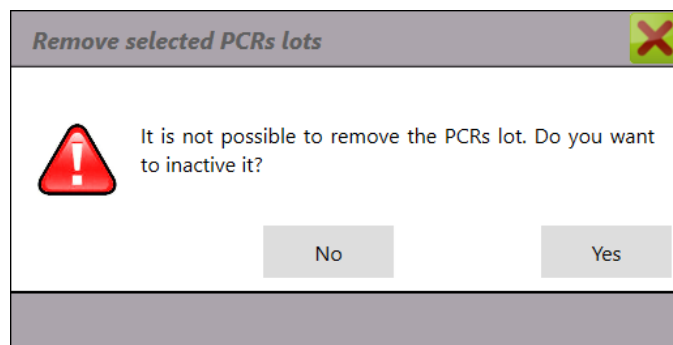 Remove selected PCRs lots
It is not possible to remove the PCRs lot. Do you want
to inactive it?
No
Yes